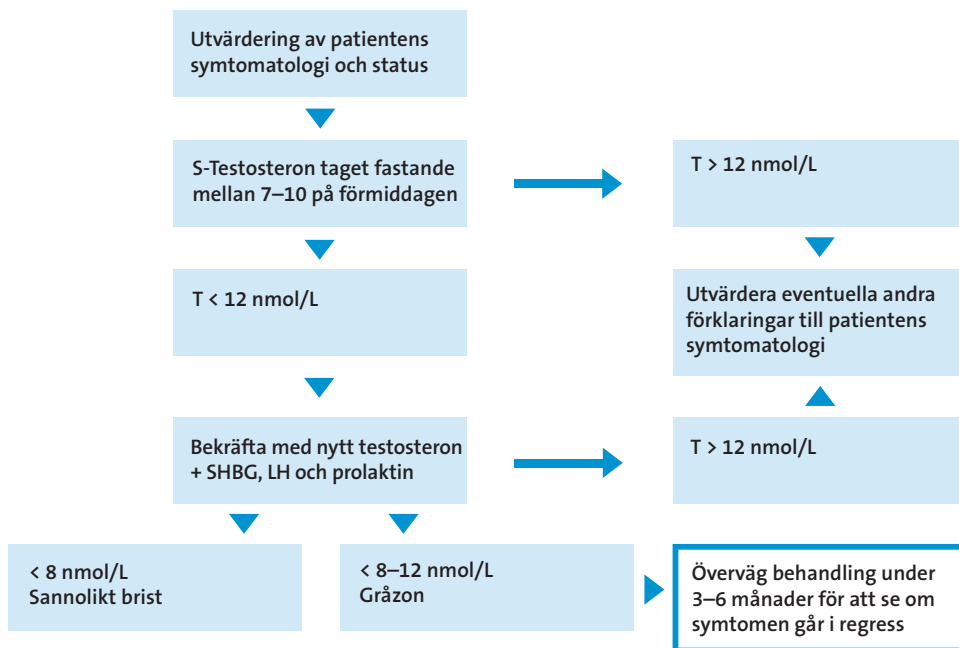 Utvärdering av patientens
symtomatologi och status
S-Testosteron taget fastande
mellan 7–10 på förmiddagen
T > 12 nmol/L
T < 12 nmol/L
Utvärdera eventuella andra
förklaringar till patientens
symtomatologi
Bekräfta med nytt testosteron
+ SHBG, LH och prolaktin
T > 12 nmol/L
< 8 nmol/L
Sannolikt brist
< 8–12 nmol/L
Gråzon
Överväg behandling under
3–6 månader för att se om
symtomen går i regress